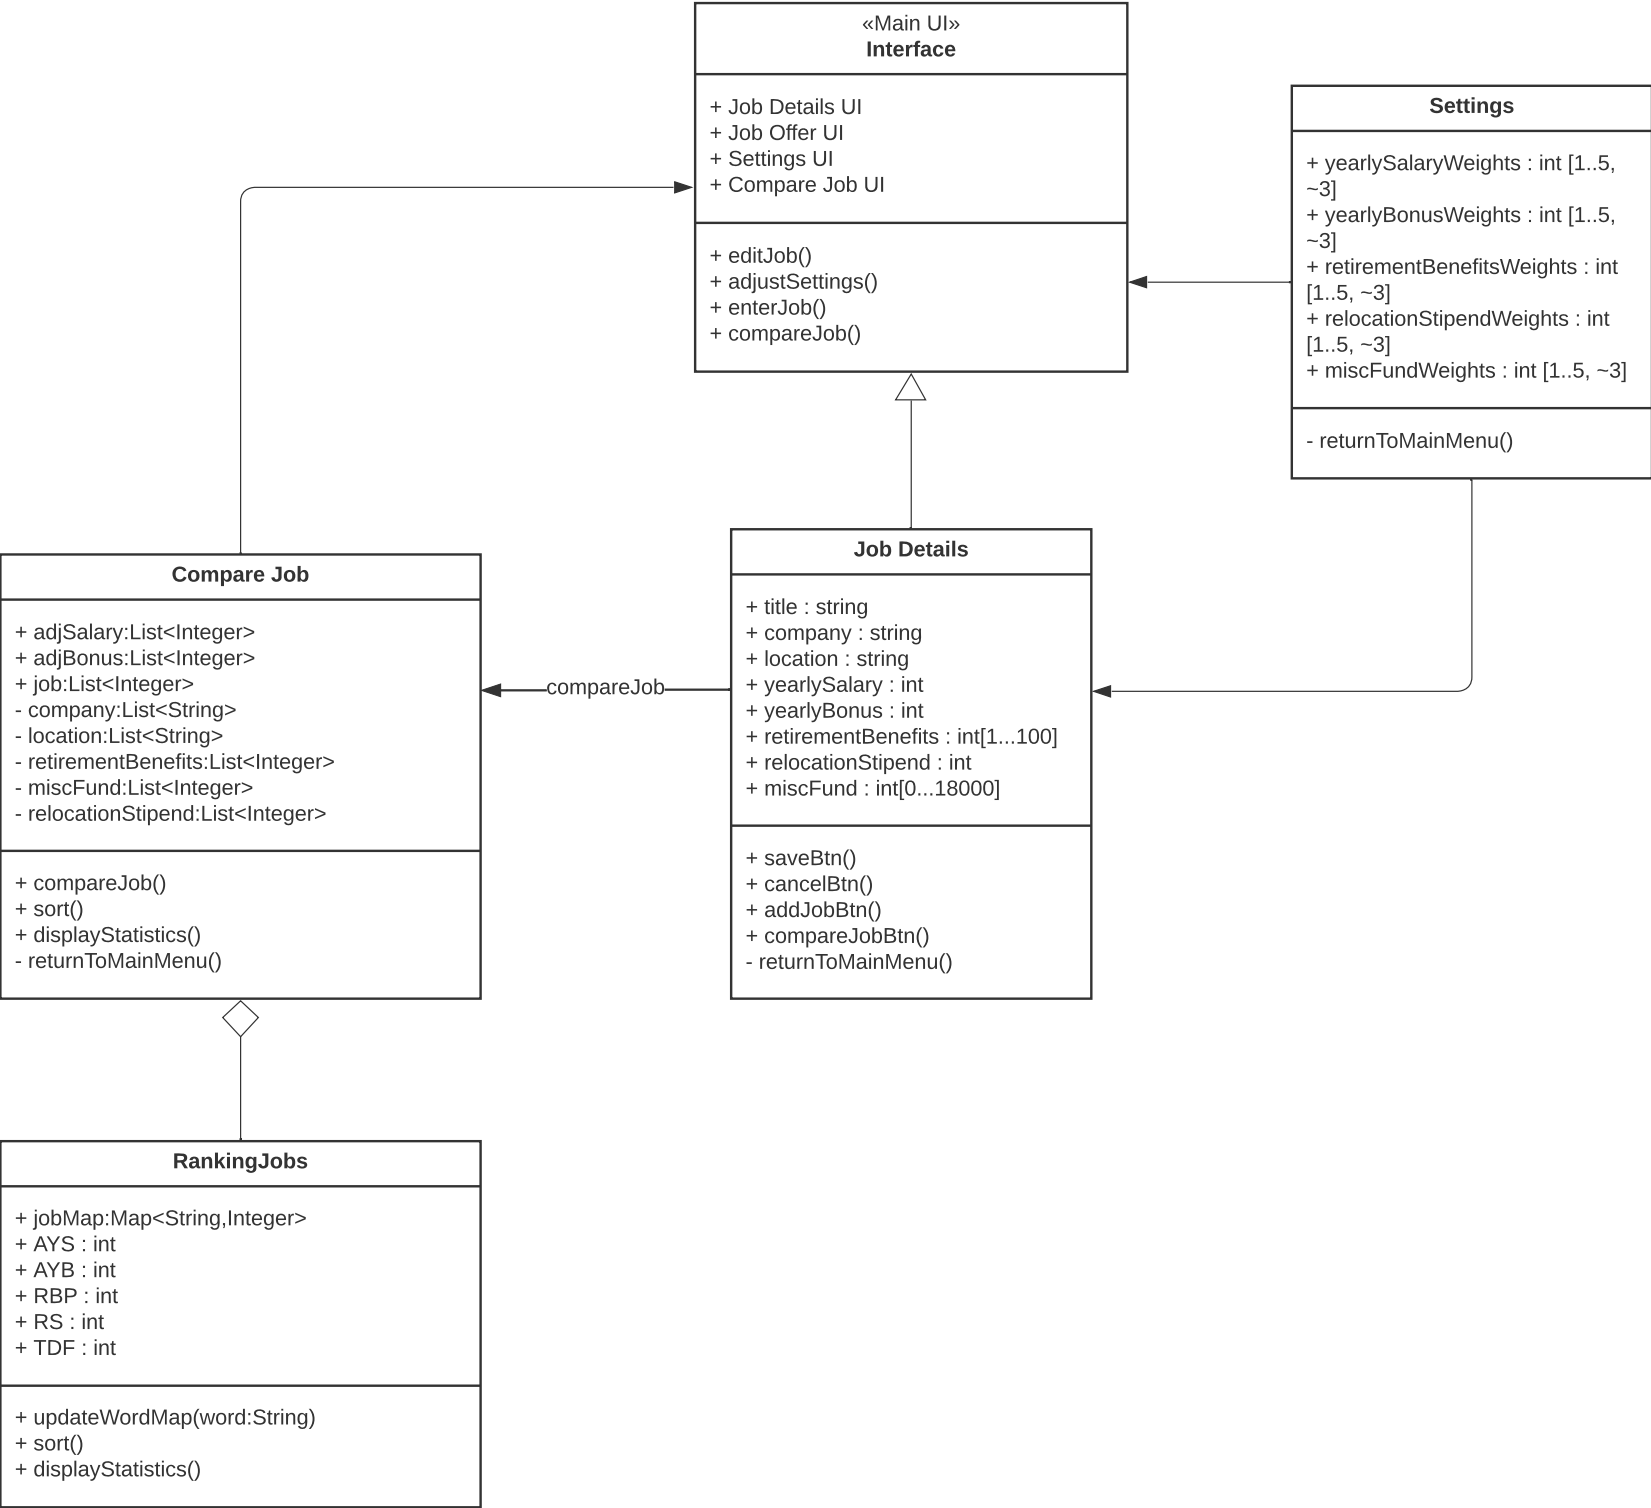 «Main UI»
Interface
+ Job Details UI
+ Job Offer UI
+ Settings UI
+ Compare Job UI
+ editJob()
+ adjustSettings()
+ enterJob()
+ compareJob()
Settings
+ yearlySalaryWeights : int [1..5,
~3]
+ yearlyBonusWeights : int [1..5,
~3]
+ retirementBenefitsWeights : int
[1..5, ~3]
+ relocationStipendWeights : int
[1..5, ~3]
+ miscFundWeights : int [1..5, ~3]
- returnToMainMenu()
Compare Job
+ adjSalary:List<Integer>
+ adjBonus:List<Integer>
+ job:List<Integer>
- company:List<String>
- location:List<String>
- retirementBenefits:List<Integer>
- miscFund:List<Integer>
- relocationStipend:List<Integer>
+ compareJob()
+ sort()
+ displayStatistics()
- returnToMainMenu()
compareJob
Job Details
+ title : string
+ company : string
+ location : string
+ yearlySalary : int
+ yearlyBonus : int
+ retirementBenefits : int[1...100]
+ relocationStipend : int
+ miscFund : int[0...18000]
+ saveBtn()
+ cancelBtn()
+ addJobBtn()
+ compareJobBtn()
- returnToMainMenu()
RankingJobs
+ jobMap:Map<String,Integer>
+ AYS : int
+ AYB : int
+ RBP : int
+ RS : int
+ TDF : int
+ updateWordMap(word:String)
+ sort()
+ displayStatistics()